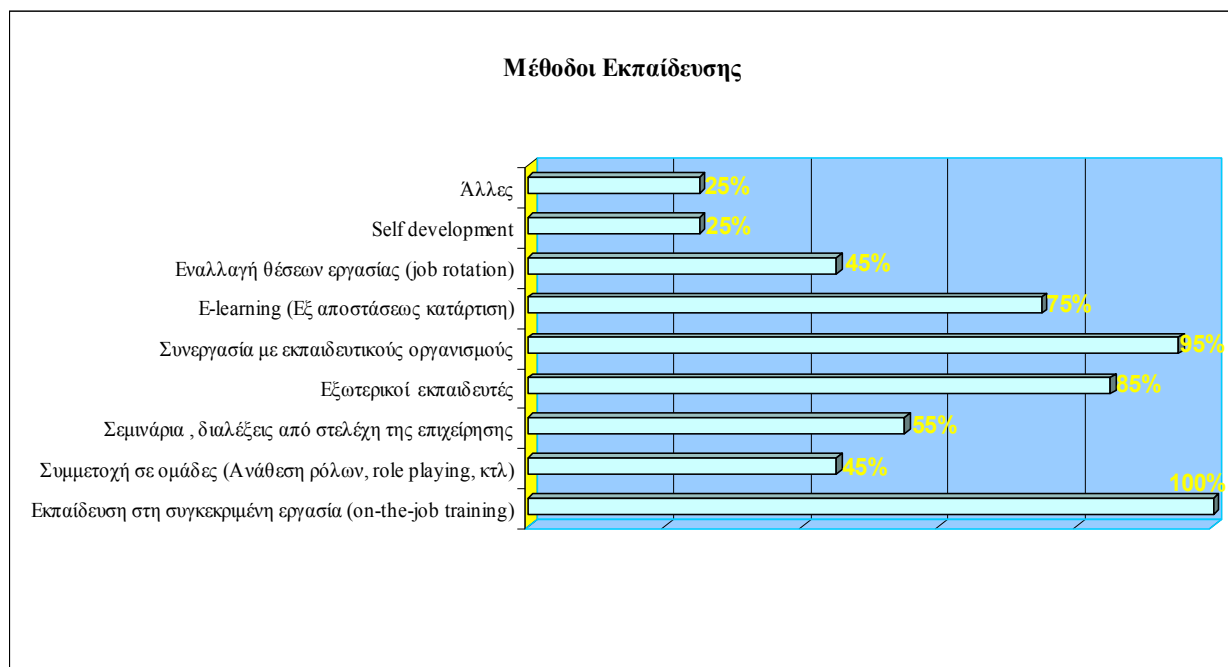 Μέθοδοι Εκπαίδευσης
Άλλες 25%
Self development 25%
Εναλλαγή θέσεων εργασίας (job rotation) 45%
E-learning (Εξ αποστάσεως κατάρτιση) 75%
Συνεργασία με εκπαιδευτικούς οργανισμούς 95%
Εξωτερικοί εκπαιδευτές 85%
Σεμινάρια , διαλέξεις από στελέχη της επιχείρησης 55%
Συμμετοχή σε ομάδες (Ανάθεση ρόλων, role playing, κτλ) 45%
Εκπαίδευση στη συγκεκριμένη εργασία (on-the-job training) 100%